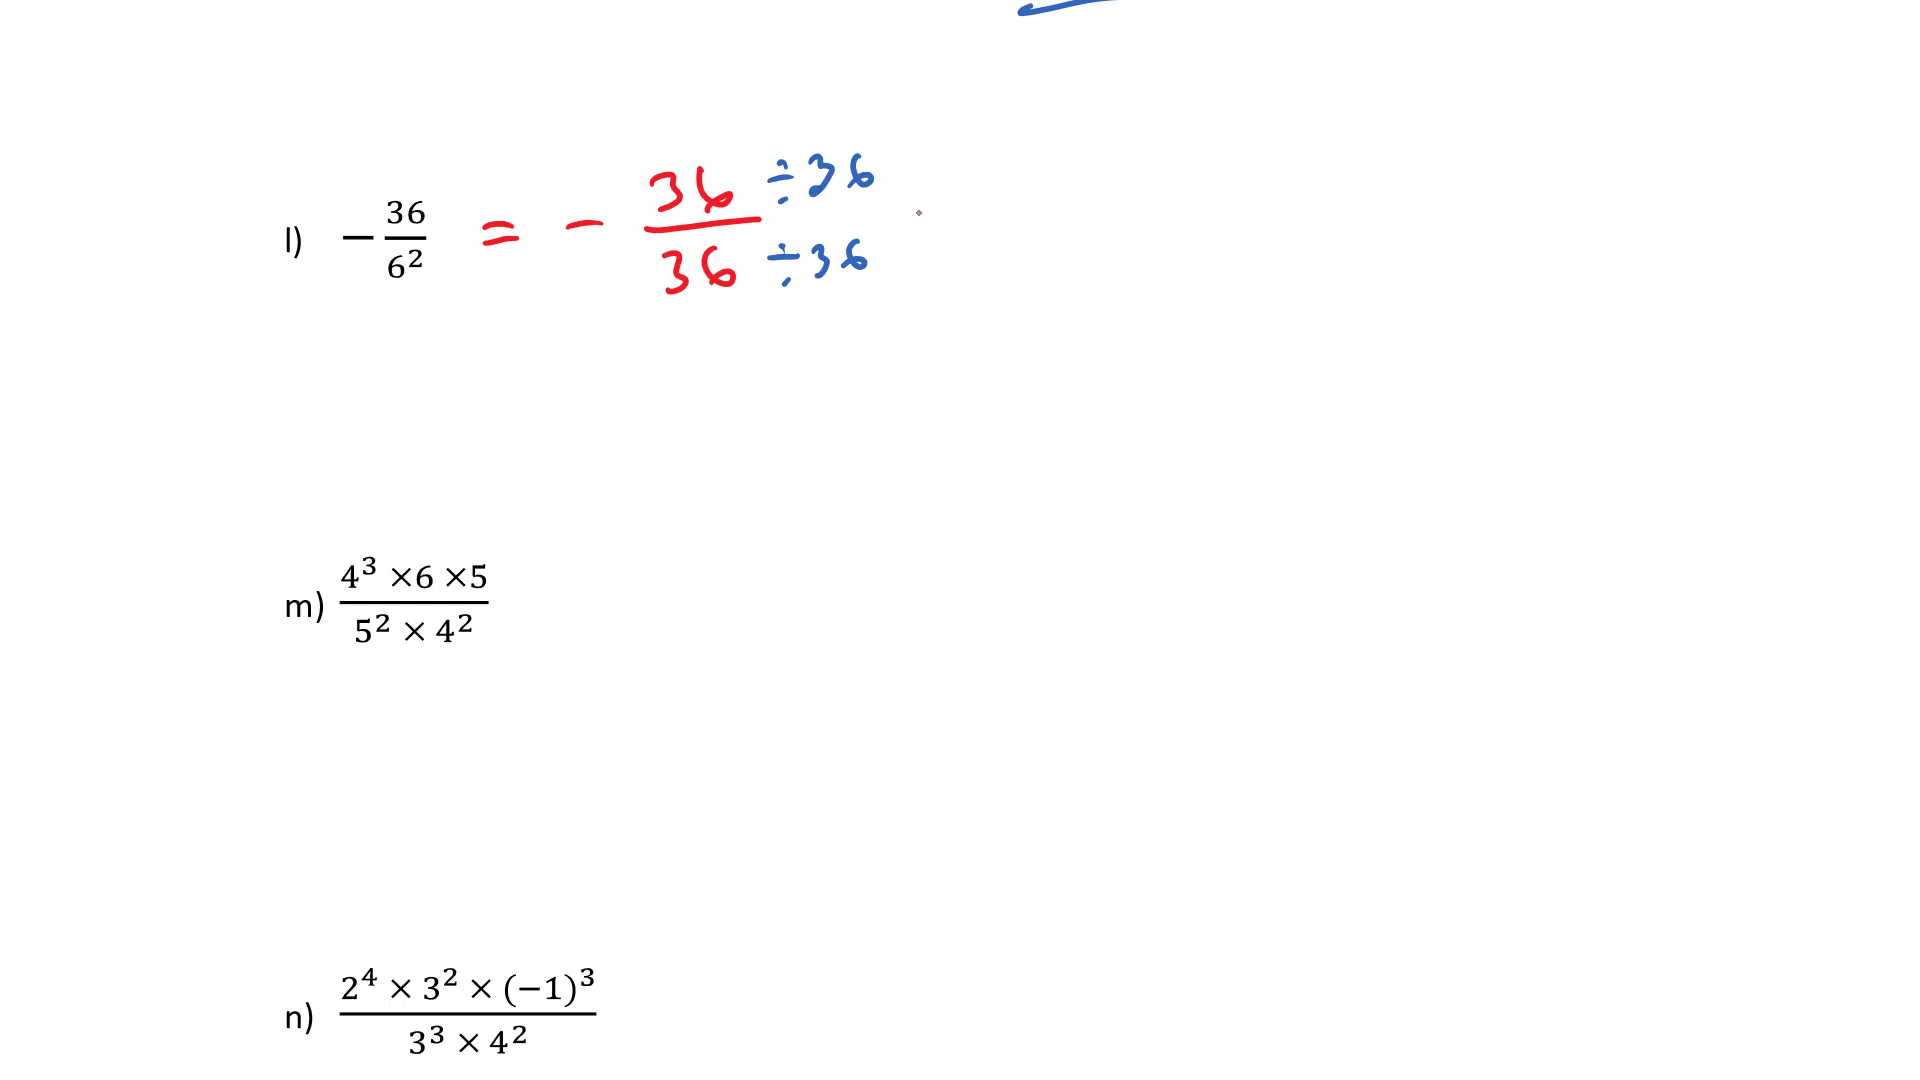 l) −36/6² = − 36 ÷36 / 36 ÷36
m) 4³ ×6 ×5 / 5² × 4²
n) 2⁴ × 3² × (−1)³ / 3³ × 4²